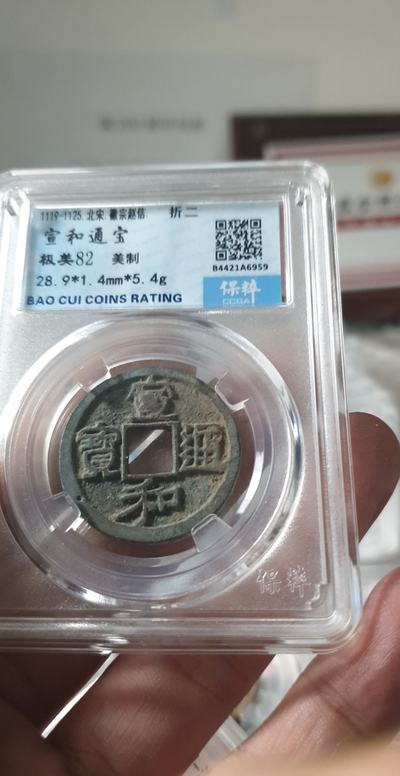 1119-1125 北宋 徽宗赵佶 折二
宣和通宝
极美82 美制
28.9*1.4mm*5.4g
BAO CUI COINS RATING
B4421A6959
保粹
CCGA
宣
寶 通
和
保粹